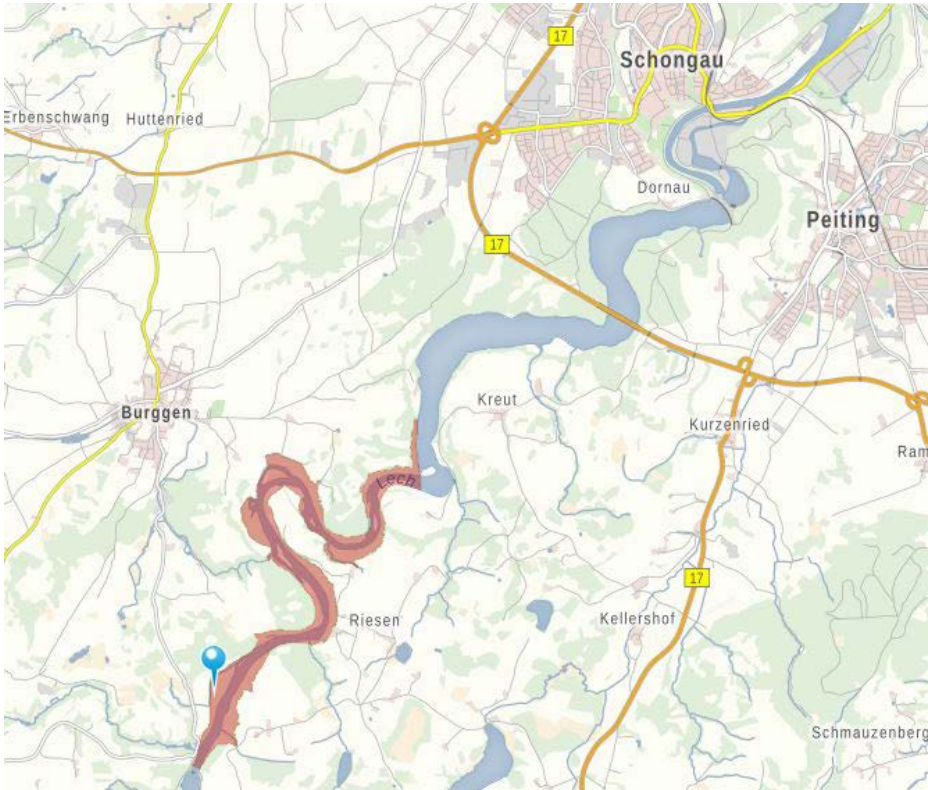 17
Schongau
Erbenschwang
Huttenried
Dornau
Peiting
17
Kreut
Burggen
Kurzenried
Ram
Lech
17
Riesen
Kellershof
Schmauzenberg